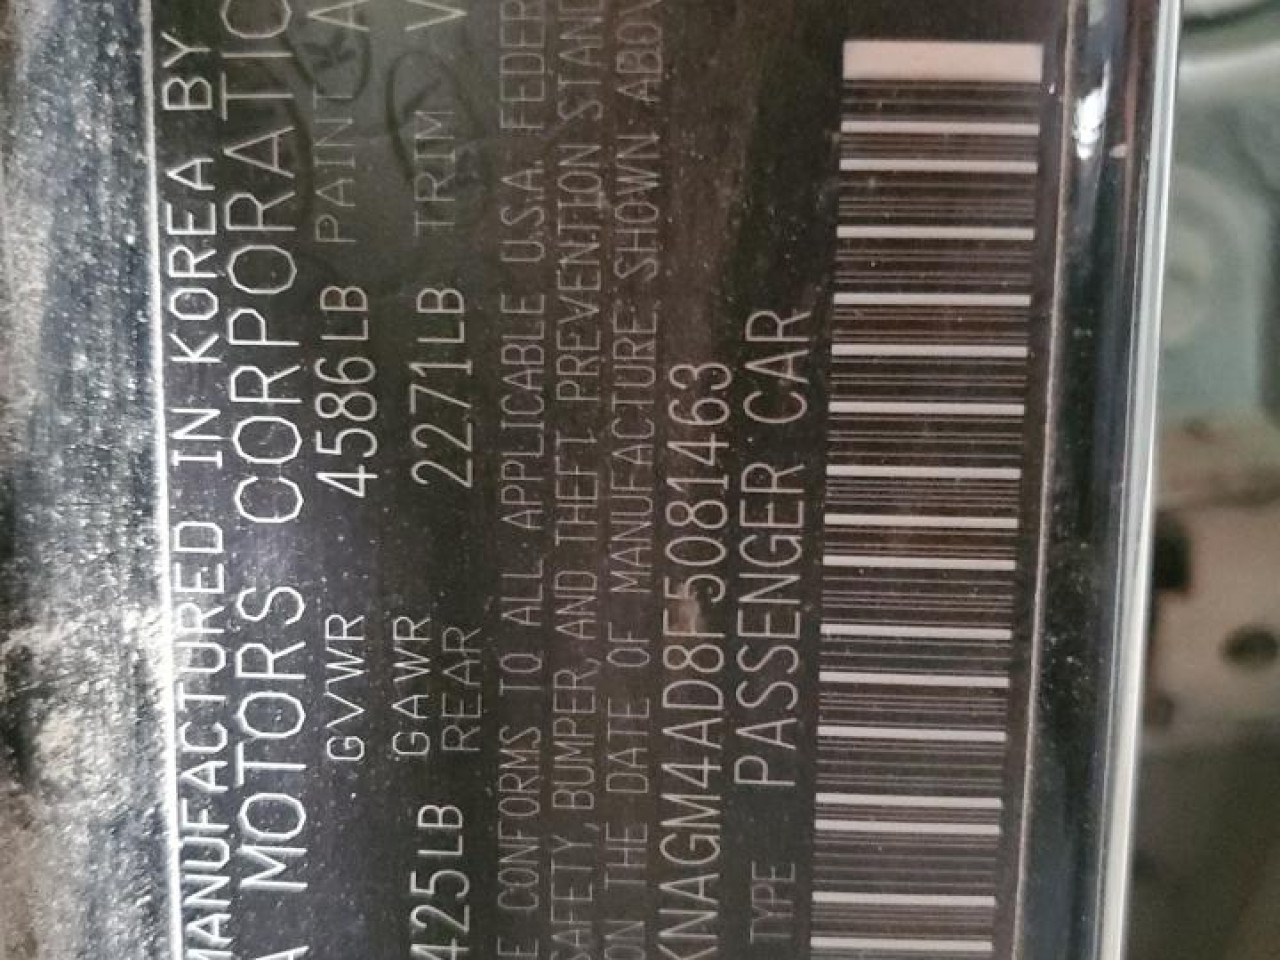 MANUFACTURED IN KOREA BY
A MOTORS CORPORATIO
GVWR 4586LB PAINT A
425LB GAWR REAR 2271LB TRIM V
E CONFORMS TO ALL APPLICABLE U.S.A. FEDER
SAFETY, BUMPER, AND THEFT PREVENTION STAND
ON THE DATE OF MANUFACTURE SHOWN ABOV
KNAGM4AD8F5081463
TYPE PASSENGER CAR